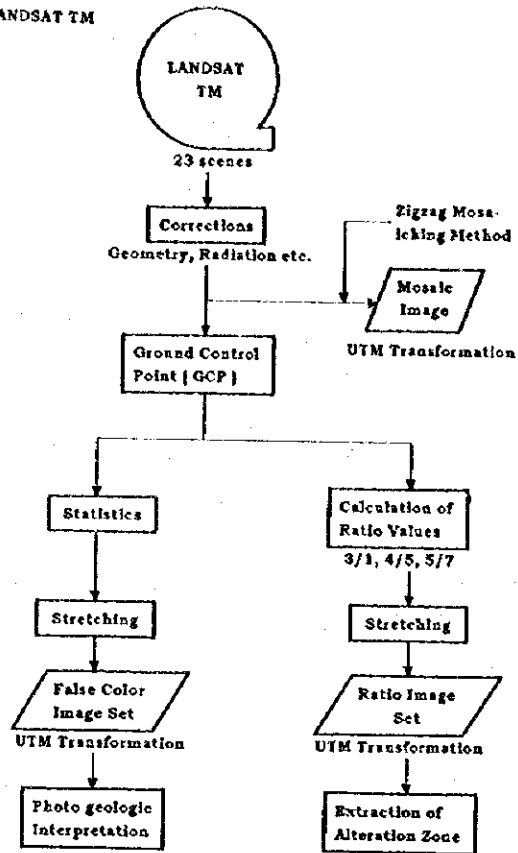 LANDSAT TM
LANDSAT
TM
23 scenes
Corrections
Geometry, Radiation etc.
Zigzag Mosa-
icking Method
Mosaic
Image
UTM Transformation
Ground Control
Point ( GCP )
Statistics
Calculation of
Ratio Values
3/1, 4/5, 5/7
Stretching
Stretching
False Color
Image Set
UTM Transformation
Ratio Image
Set
UTM Transformation
Photo geologic
Interpretation
Extraction of
Alteration Zone